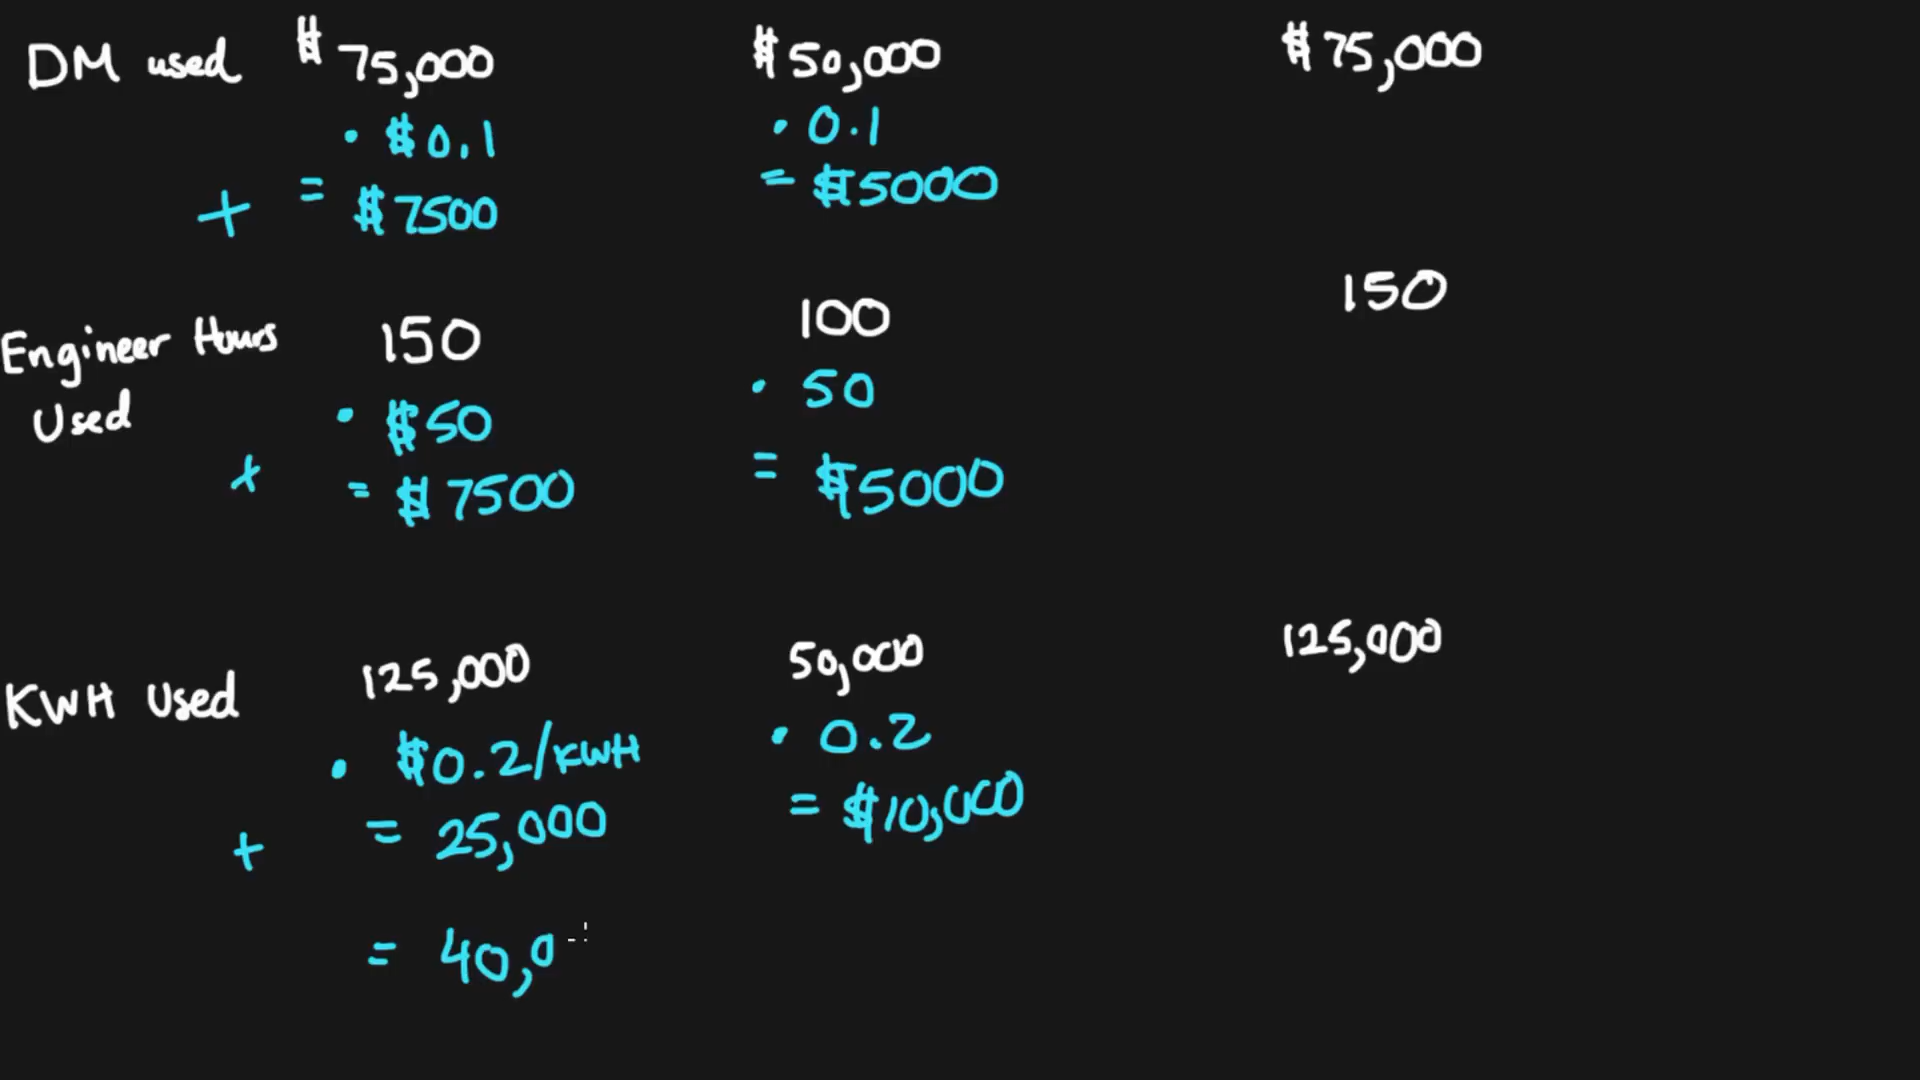 DM used $75,000 $50,000 $75,000
· $0.1 · 0.1
+ = $7500 = $5000
Engineer Hours 150 100 150
Used · $50 · 50
+ = $7500 = $5000
KWH Used 125,000 50,000 125,000
· $0.2/KWH · 0.2
+ = 25,000 = $10,000
= 40,0